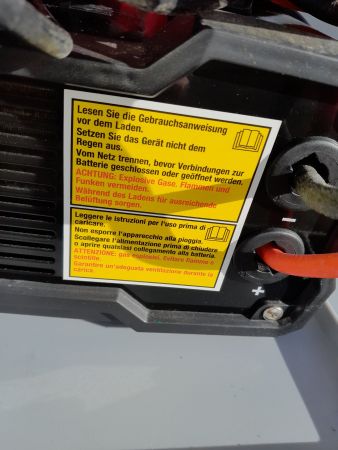 Lesen Sie die Gebrauchsanweisung
vor dem Laden.
Setzen Sie das Gerät nicht dem
Regen aus.
Vom Netz trennen, bevor Verbindungen zur
Batterie geschlossen oder geöffnet werden.
ACHTUNG: Explosive Gase, Flammen und
Funken vermeiden.
Während des Ladens für ausreichende
Belüftung sorgen.
Leggere le istruzioni per l'uso prima di
caricare.
Non esporre l'apparecchio alla pioggia.
Scollegare l'alimentazione prima di chiudere
o aprire qualsiasi collegamento alla batteria.
ATTENZIONE: gas esplosivi. Evitare fiamme e
scintille.
Garantire un'adeguata ventilazione durante la
carica.
−
+